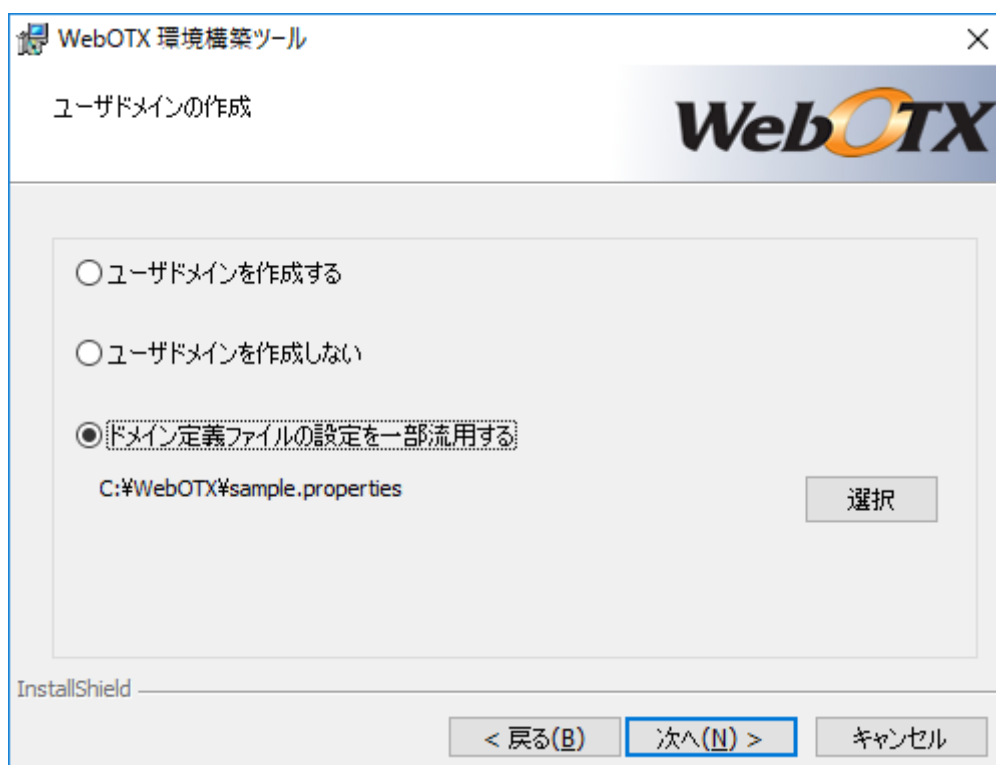 WebOTX 環境構築ツール
ユーザドメインの作成
WebOTX
ユーザドメインを作成する
ユーザドメインを作成しない
ドメイン定義ファイルの設定を一部流用する
C:¥WebOTX¥sample.properties
選択
InstallShield
< 戻る(B)
次へ(N) >
キャンセル